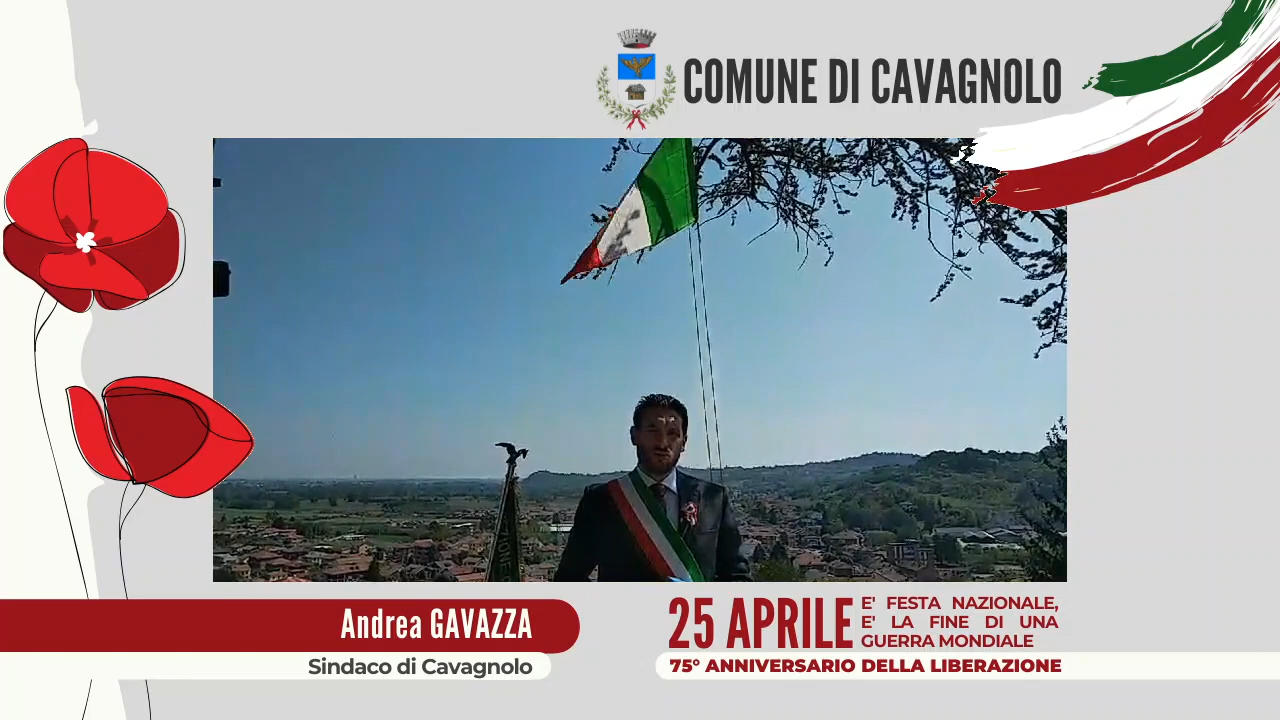 COMUNE DI CAVAGNOLO
Andrea GAVAZZA
Sindaco di Cavagnolo
25 APRILE
E' FESTA NAZIONALE,
E' LA FINE DI UNA
GUERRA MONDIALE
75° ANNIVERSARIO DELLA LIBERAZIONE